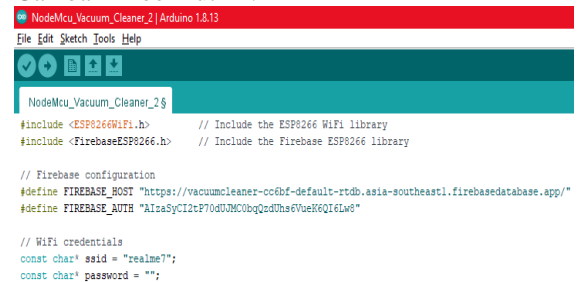 NodeMcu_Vacuum_Cleaner_2 | Arduino 1.8.13
File Edit Sketch Tools Help
NodeMcu_Vacuum_Cleaner_2 §
#include <ESP8266WiFi.h> // Include the ESP8266 WiFi library
#include <FirebaseESP8266.h> // Include the Firebase ESP8266 library
// Firebase configuration
#define FIREBASE_HOST "https://vacuumcleaner-cc6bf-default-rtdb.asia-southeast1.firebasedatabase.app/"
#define FIREBASE_AUTH "AIzaSyCI2tP70dUJMC0bqQzdUhs6VueK6QI6Lw8"
// WiFi credentials
const char* ssid = "realme7";
const char* password = "";